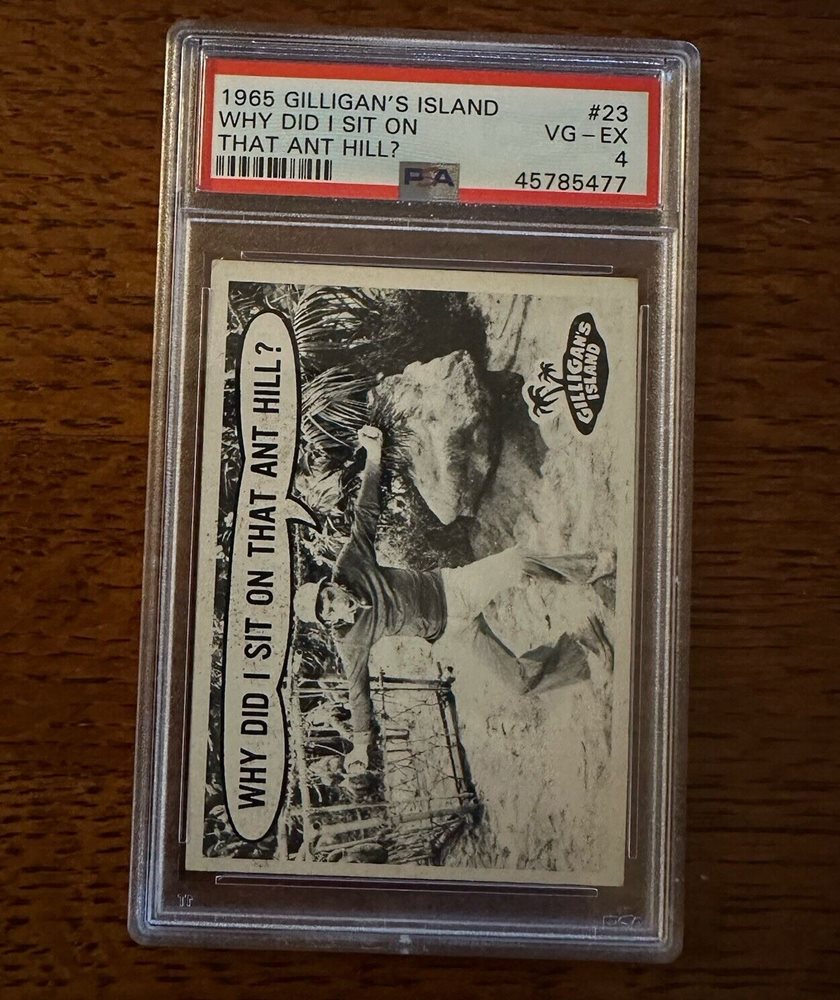 1965 GILLIGAN'S ISLAND #23
WHY DID I SIT ON VG - EX
THAT ANT HILL? 4
PSA 45785477
WHY DID I SIT ON THAT ANT HILL?
GILLIGAN'S
ISLAND